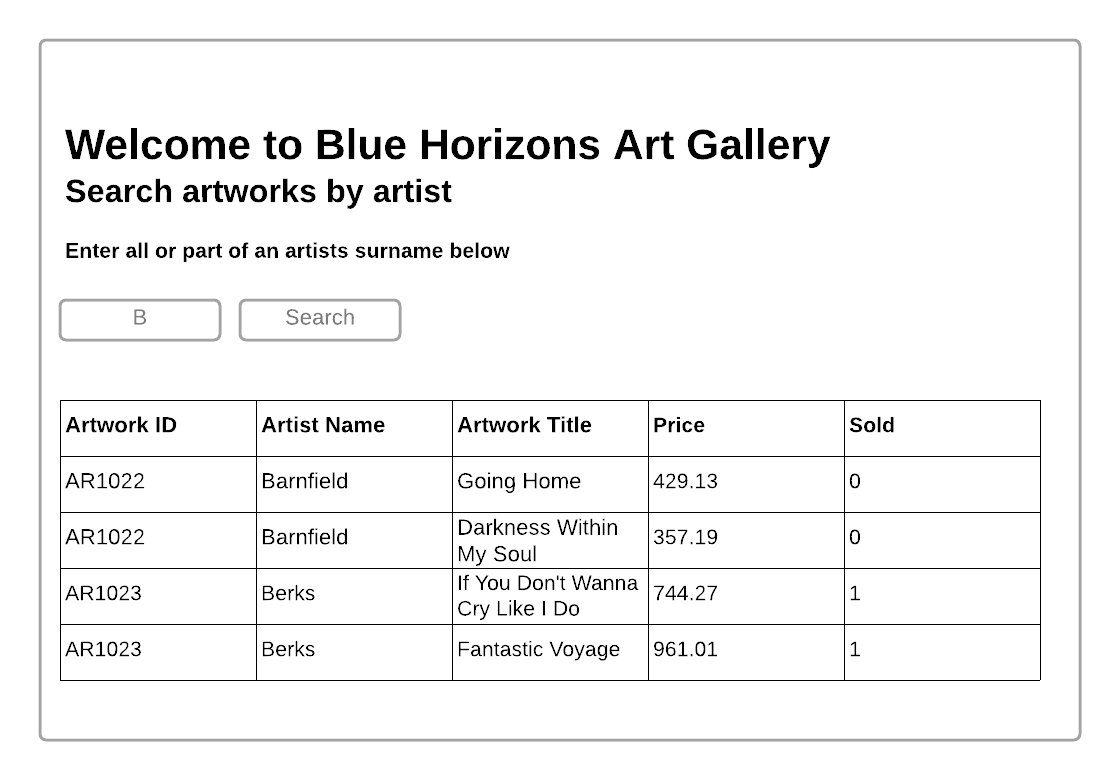 Welcome to Blue Horizons Art Gallery
Search artworks by artist
Enter all or part of an artists surname below
B Search
Artwork ID Artist Name Artwork Title Price Sold
AR1022 Barnfield Going Home 429.13 0
AR1022 Barnfield Darkness Within My Soul 357.19 0
AR1023 Berks If You Don't Wanna Cry Like I Do 744.27 1
AR1023 Berks Fantastic Voyage 961.01 1